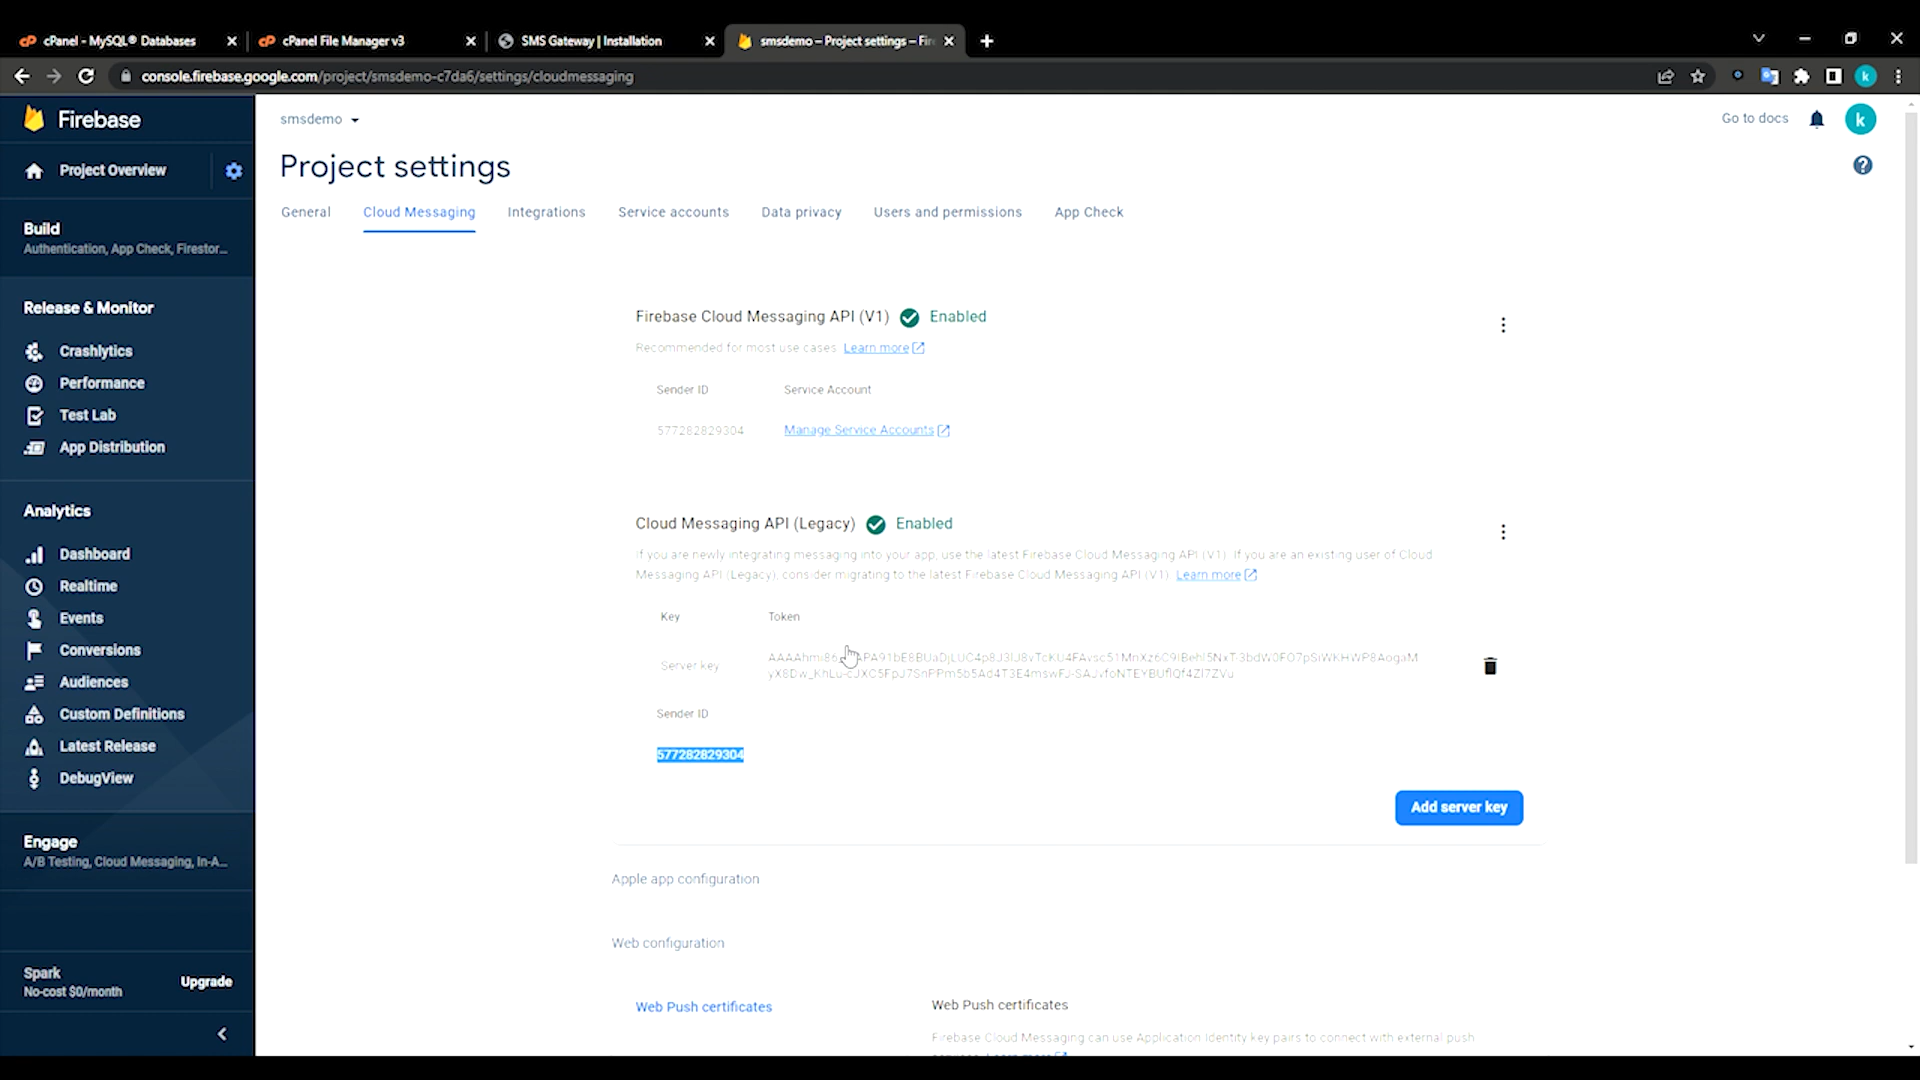 cPanel - MySQL® Databases
cPanel File Manager v3
SMS Gateway | Installation
smsdemo – Project settings – Fir
console.firebase.google.com/project/smsdemo-c7da6/settings/cloudmessaging
k
Firebase
smsdemo
Go to docs
k
Project Overview
Project settings
General
Cloud Messaging
Integrations
Service accounts
Data privacy
Users and permissions
App Check
Build
Authentication, App Check, Firestor...
Release & Monitor
Crashlytics
Performance
Test Lab
App Distribution
Analytics
Dashboard
Realtime
Events
Conversions
Audiences
Custom Definitions
Latest Release
DebugView
Engage
A/B Testing, Cloud Messaging, In-A...
Spark
No-cost $0/month
Upgrade
Firebase Cloud Messaging API (V1) Enabled
Recommended for most use cases. Learn more
Sender ID
Service Account
577282829304
Manage Service Accounts
Cloud Messaging API (Legacy) Enabled
If you are newly integrating messaging into your app, use the latest Firebase Cloud Messaging API (V1). If you are an existing user of Cloud
Messaging API (Legacy), consider migrating to the latest Firebase Cloud Messaging API (V1). Learn more
Key
Token
Server key
Sender ID
577282829304
Add server key
Apple app configuration
Web configuration
Web Push certificates
Web Push certificates
Firebase Cloud Messaging can use Application Identity key pairs to connect with external push